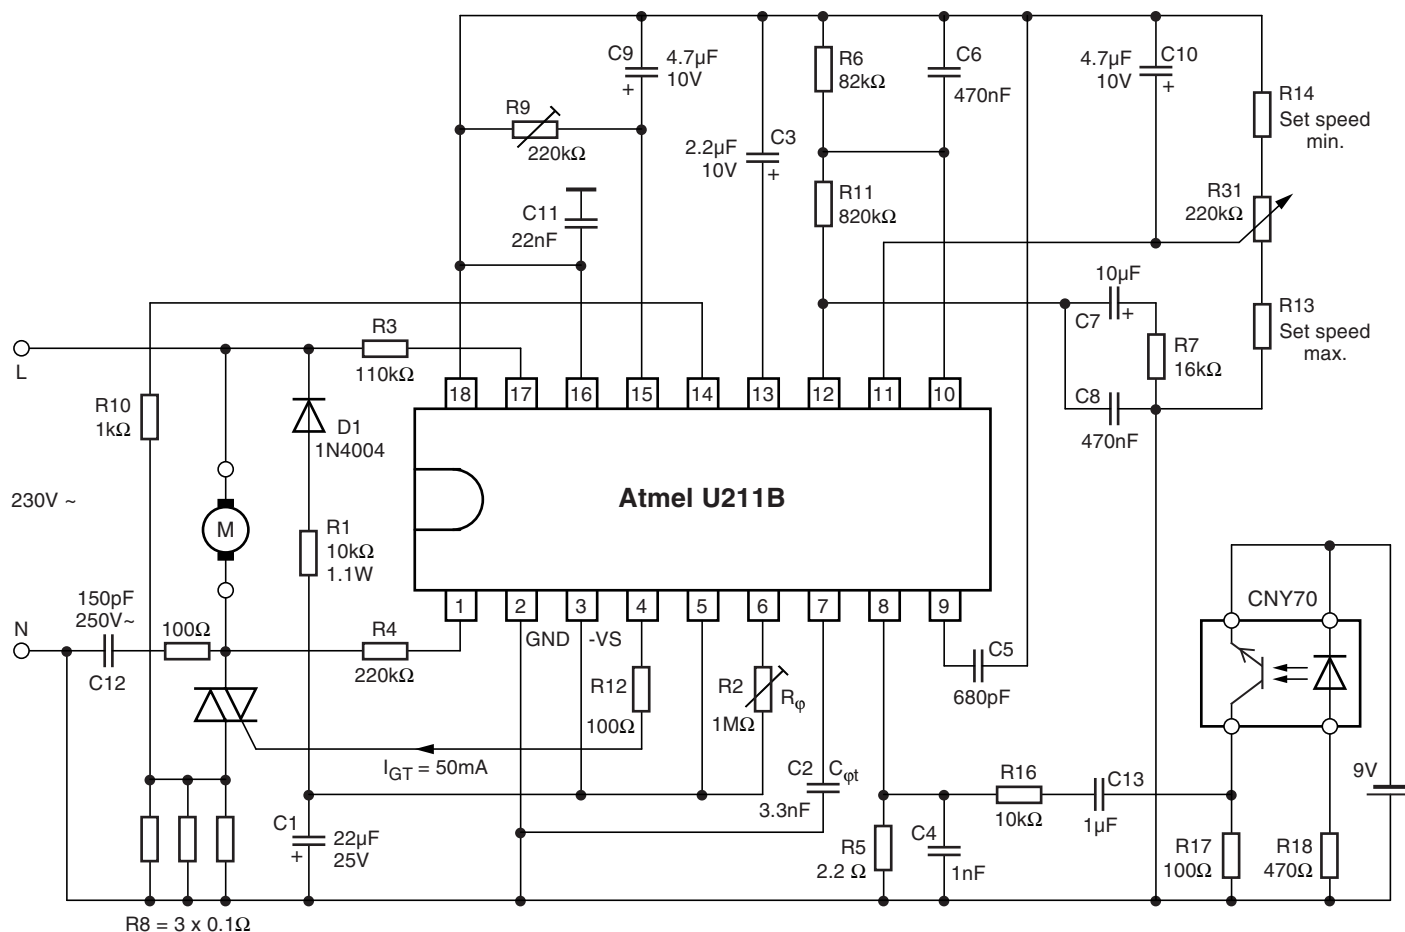 C9
4.7µF
10V
+
R9
220kΩ
C11
22nF
2.2µF
10V
C3
+
R6
82kΩ
C6
470nF
R11
820kΩ
4.7µF
10V
C10
+
R14
Set speed
min.
R31
220kΩ
10µF
C7
+
R7
16kΩ
C8
470nF
R13
Set speed
max.
L
R3
110kΩ
R10
1kΩ
D1
1N4004
230V ~
M
R1
10kΩ
1.1W
18
17
16
15
14
13
12
11
10
Atmel U211B
1
2
3
4
5
6
7
8
9
GND
-VS
N
150pF
250V~
C12
100Ω
R4
220kΩ
R12
100Ω
R2
1MΩ
Rφ
C5
680pF
CNY70
IGT = 50mA
C2
Cφt
3.3nF
R16
10kΩ
C13
1µF
9V
C1
22µF
25V
+
R5
2.2 Ω
C4
1nF
R17
100Ω
R18
470Ω
R8 = 3 x 0.1Ω